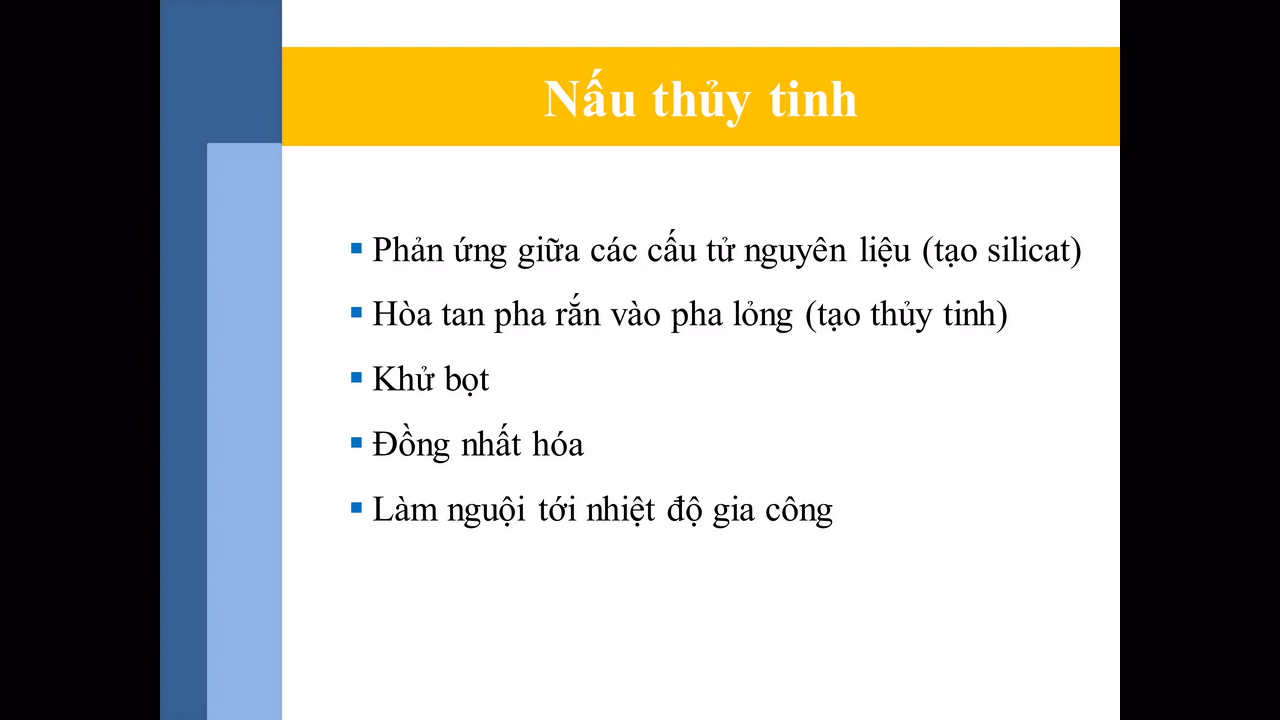 Nấu thủy tinh
Phản ứng giữa các cấu tử nguyên liệu (tạo silicat)
Hòa tan pha rắn vào pha lỏng (tạo thủy tinh)
Khử bọt
Đồng nhất hóa
Làm nguội tới nhiệt độ gia công